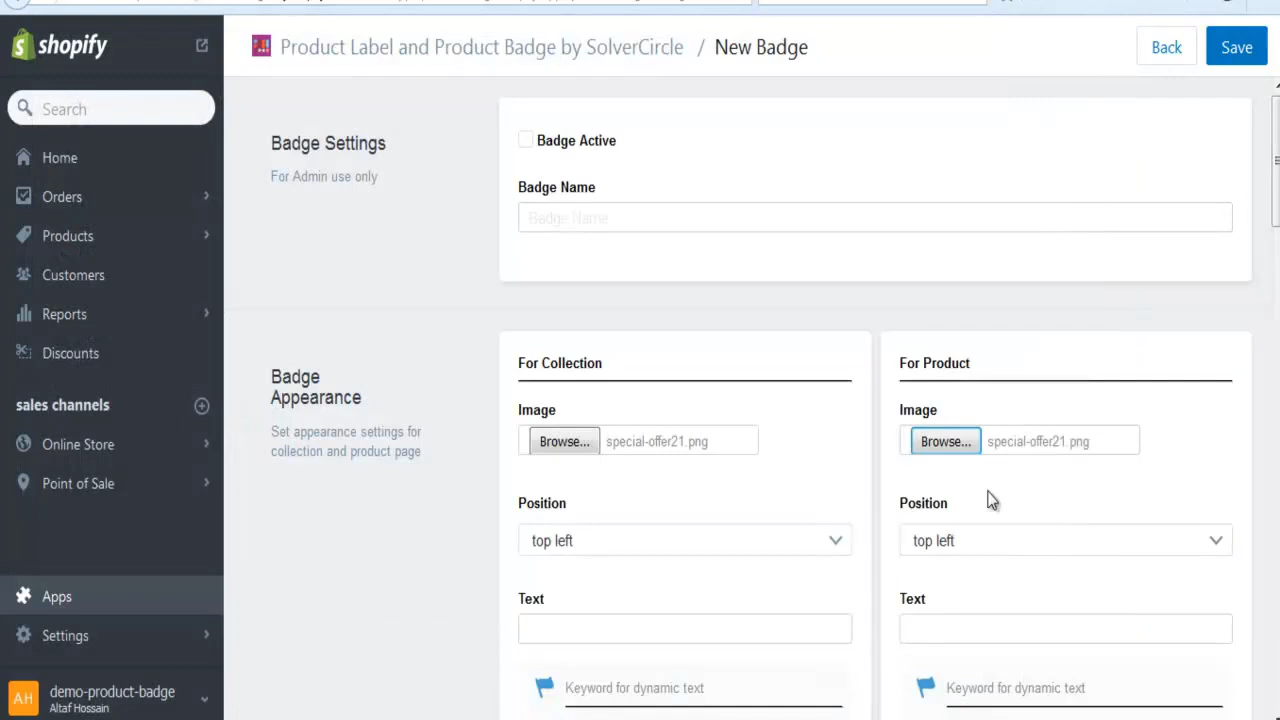 shopify
Product Label and Product Badge by SolverCircle / New Badge
Back
Save
Search
Home
Orders
Products
Customers
Reports
Discounts
sales channels
Online Store
Point of Sale
Apps
Settings
AH
demo-product-badge
Altaf Hossain
Badge Settings
For Admin use only
Badge Active
Badge Name
Badge Name
Badge
Appearance
Set appearance settings for
collection and product page
For Collection
Image
Browse... special-offer21.png
Position
top left
Text
Keyword for dynamic text
For Product
Image
Browse... special-offer21.png
Position
top left
Text
Keyword for dynamic text